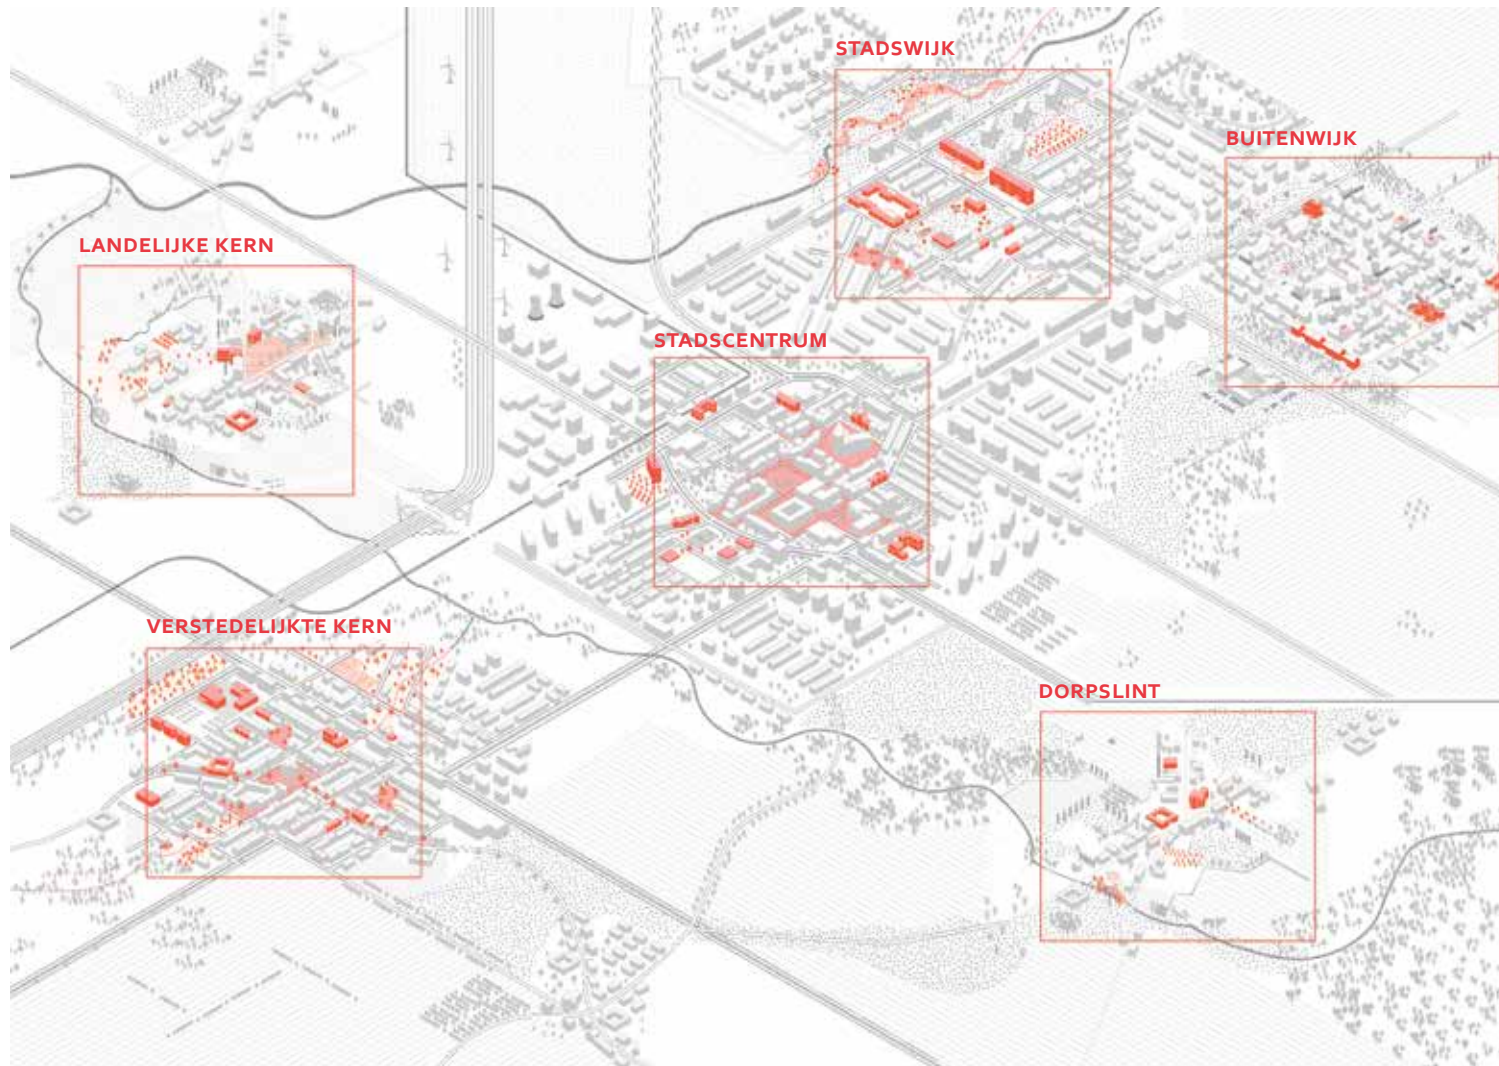 STADSWIJK
BUITENWIJK
LANDELIJKE KERN
STADSCENTRUM
VERSTEDELIJKTE KERN
DORPSLINT